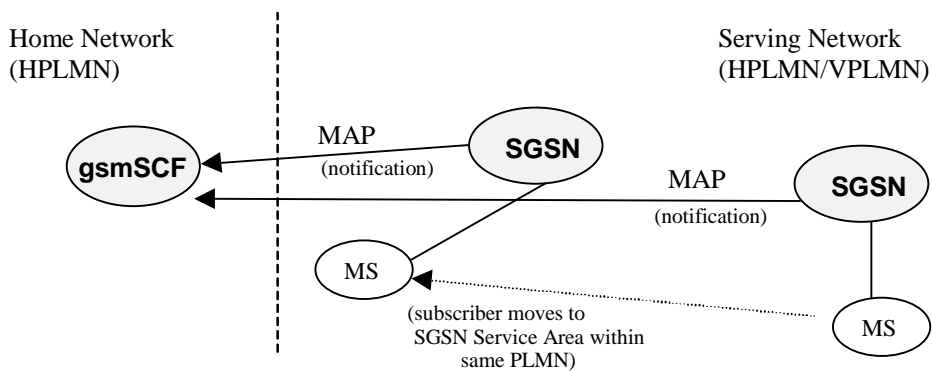 Home Network
(HPLMN)
Serving Network
(HPLMN/VPLMN)
MAP
(notification)
SGSN
gsmSCF
MAP
(notification)
SGSN
MS
(subscriber moves to
SGSN Service Area within
same PLMN)
MS